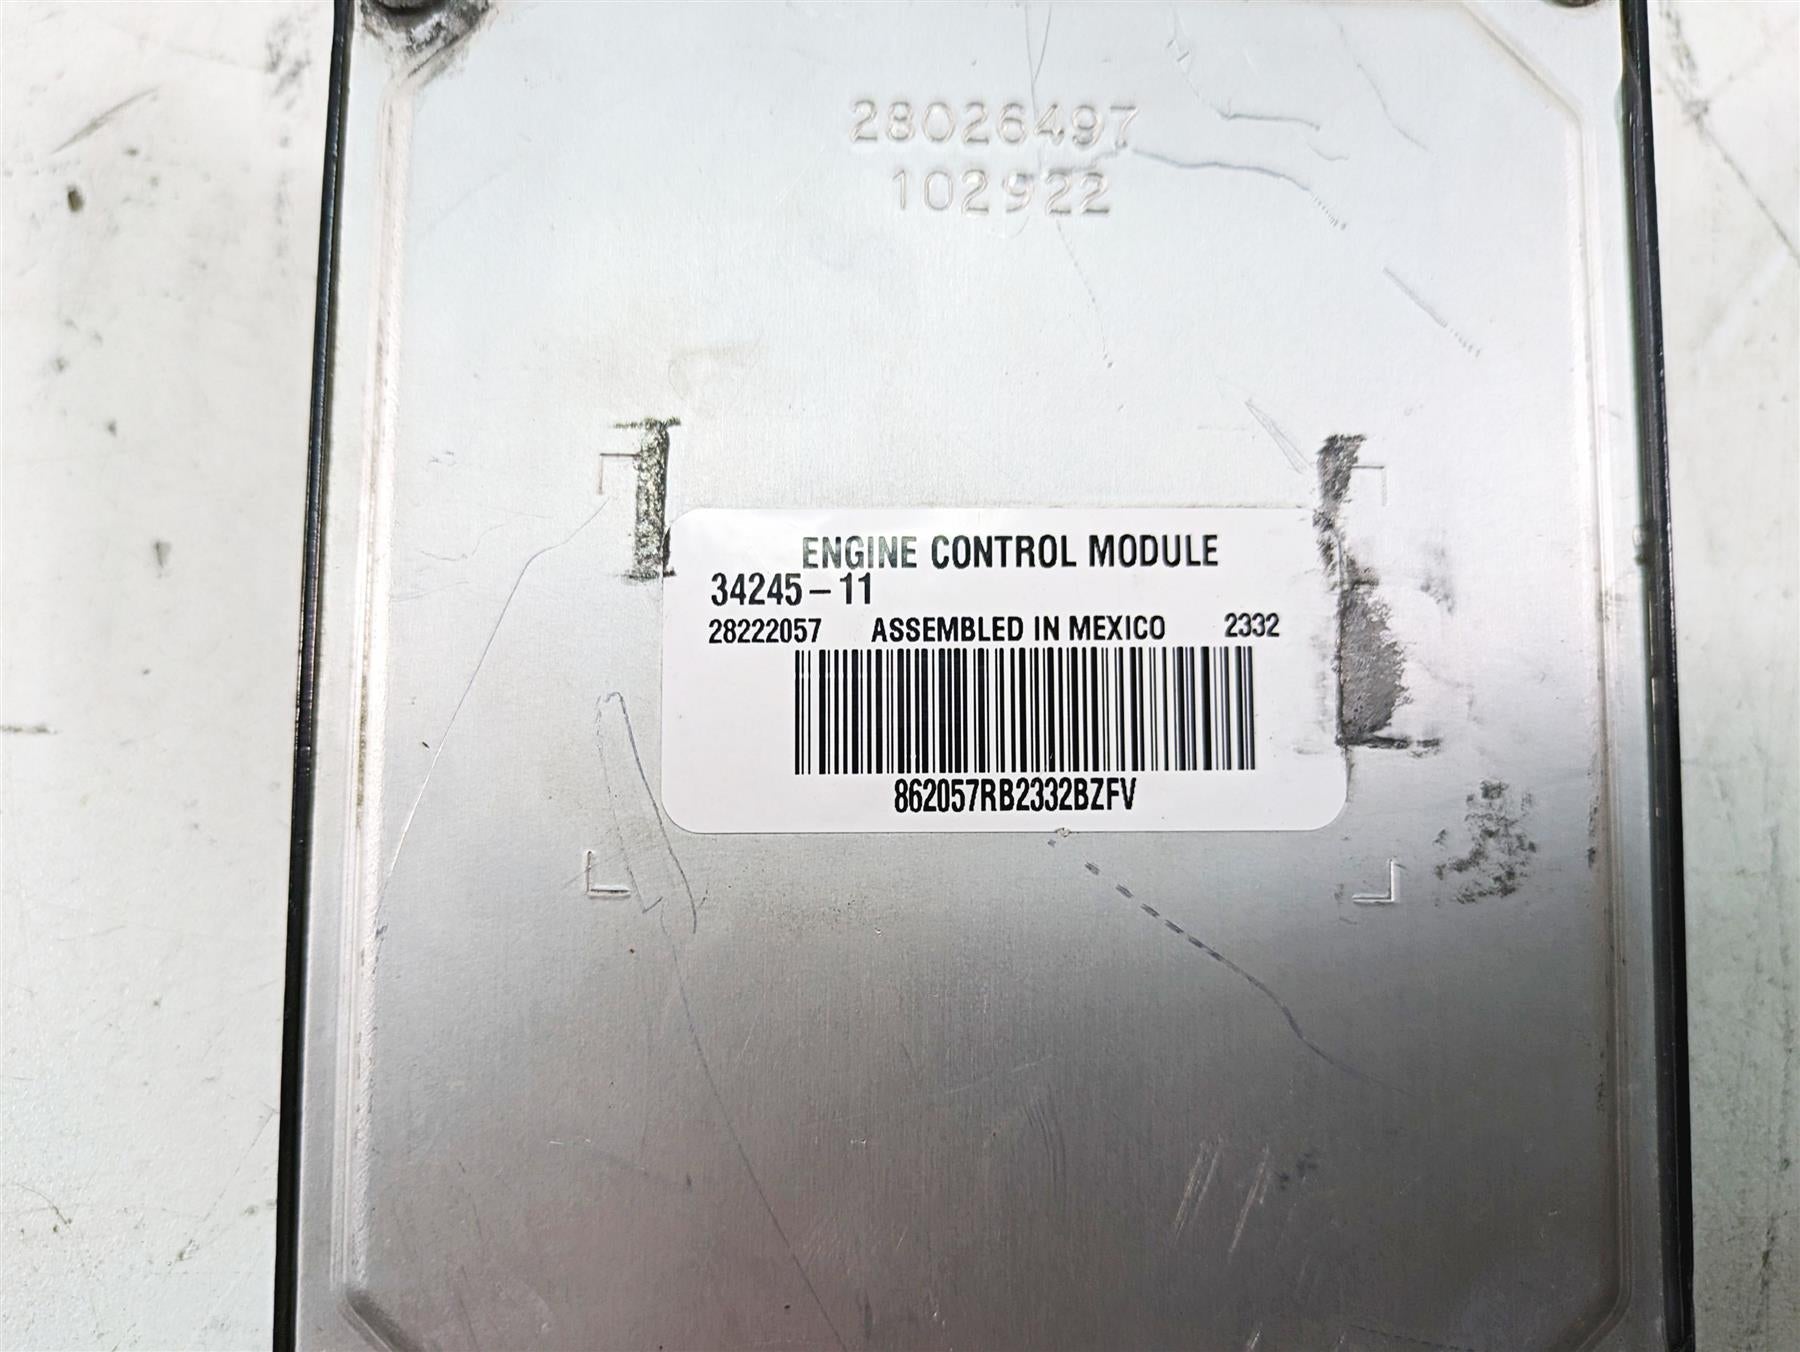 28026497
102922
ENGINE CONTROL MODULE
34245-11
28222057 ASSEMBLED IN MEXICO 2332
862057RB2332BZFV